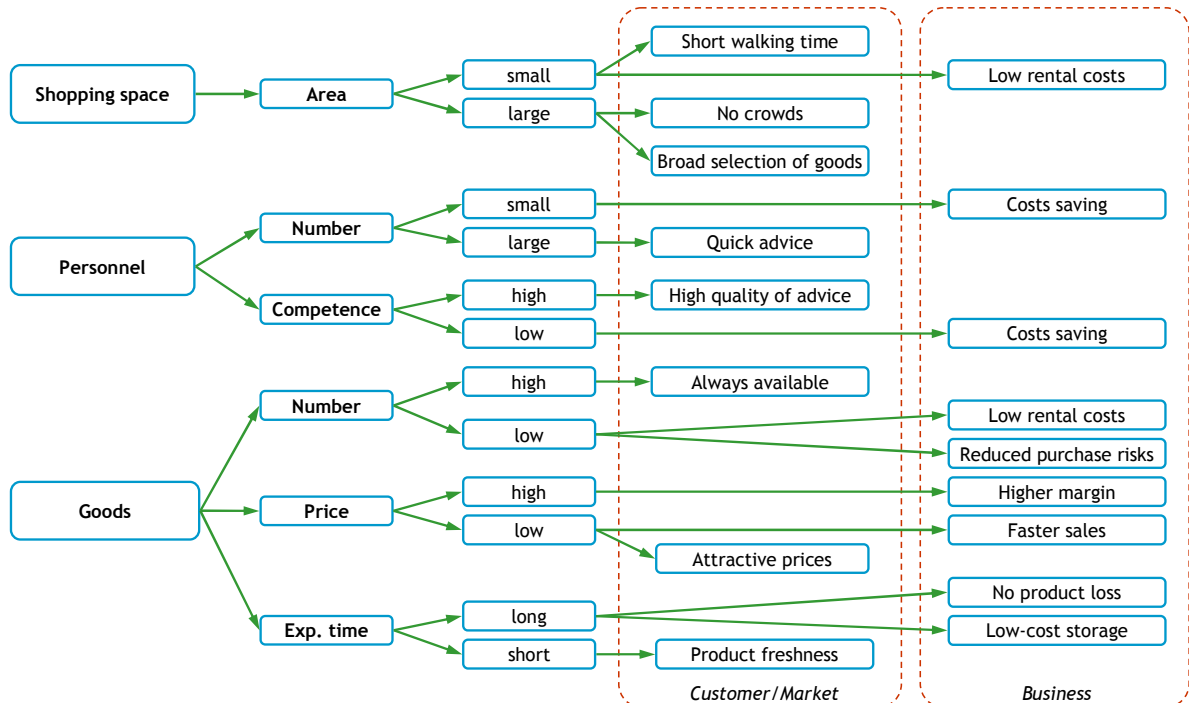 Short walking time
small
Low rental costs
Shopping space
Area
large
No crowds
Broad selection of goods
small
Costs saving
Number
large
Quick advice
Personnel
high
High quality of advice
Competence
low
Costs saving
high
Always available
Number
Low rental costs
low
Reduced purchase risks
high
Higher margin
Goods
Price
low
Faster sales
Attractive prices
No product loss
long
Exp. time
Low-cost storage
short
Product freshness
Customer/Market
Business